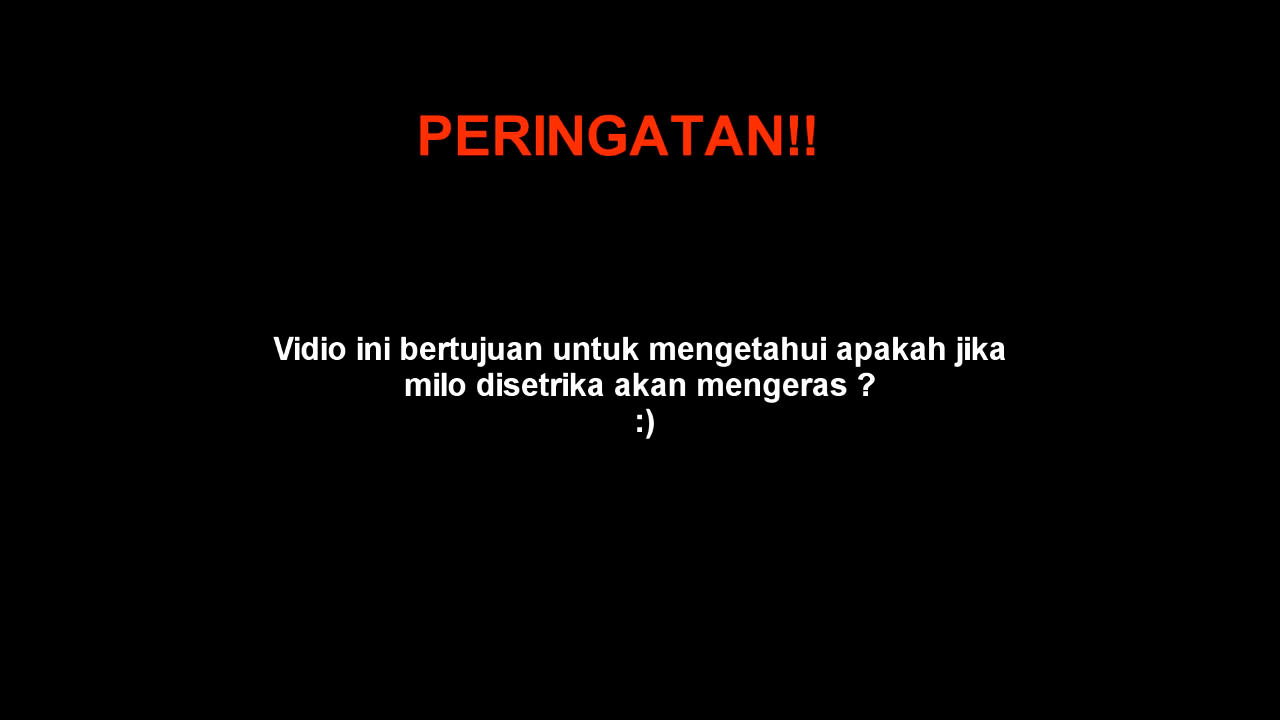 PERINGATAN!!
Vidio ini bertujuan untuk mengetahui apakah jika
milo disetrika akan mengeras ?
:)